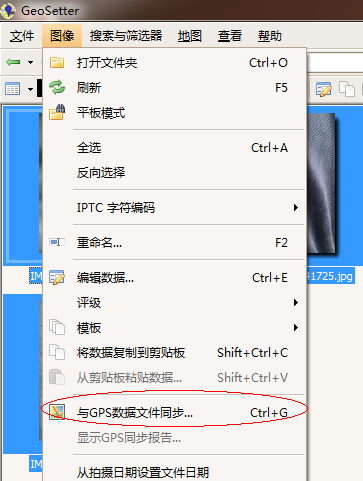 GeoSetter
文件 图像 搜索与筛选器 地图 查看 帮助
打开文件夹 Ctrl+O
刷新 F5
平板模式
全选 Ctrl+A
反向选择
IPTC 字符编码
重命名... F2
编辑数据... Ctrl+E
评级
模板
将数据复制到剪贴板 Shift+Ctrl+C
从剪贴板粘贴数据... Shift+Ctrl+V
与GPS数据文件同步... Ctrl+G
显示GPS同步报告...
从拍摄日期设置文件日期
IM
1725.jpg
IM